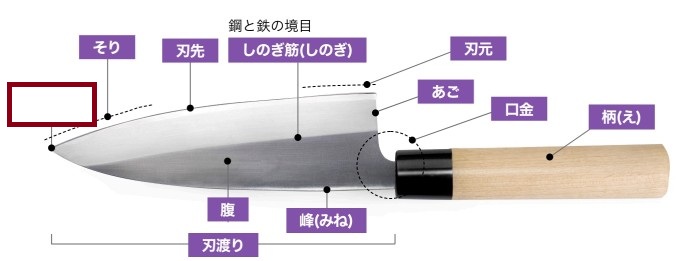 鋼と鉄の境目
そり
刃先
しのぎ筋(しのぎ)
刃元
あご
口金
柄(え)
腹
峰(みね)
刃渡り